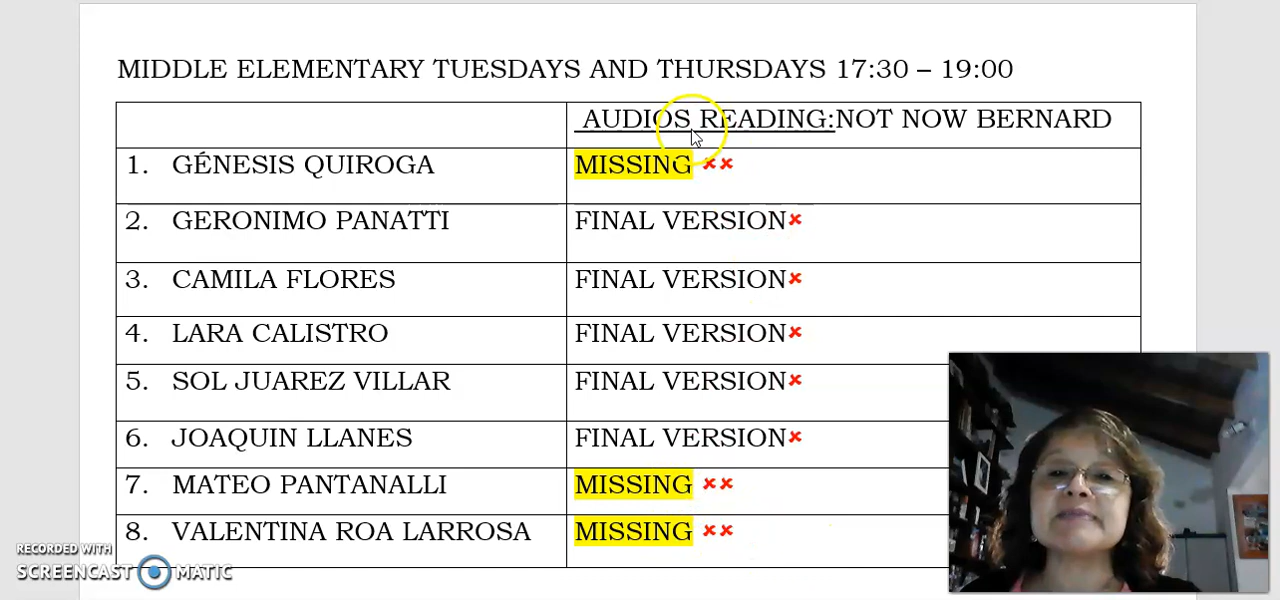 MIDDLE ELEMENTARY TUESDAYS AND THURSDAYS 17:30 – 19:00
AUDIOS READING:NOT NOW BERNARD
1. GÉNESIS QUIROGA MISSING ✖✖
2. GERONIMO PANATTI FINAL VERSION✖
3. CAMILA FLORES FINAL VERSION✖
4. LARA CALISTRO FINAL VERSION✖
5. SOL JUAREZ VILLAR FINAL VERSION✖
6. JOAQUIN LLANES FINAL VERSION✖
7. MATEO PANTANALLI MISSING ✖✖
8. VALENTINA ROA LARROSA MISSING ✖✖
RECORDED WITH
SCREENCAST MATIC